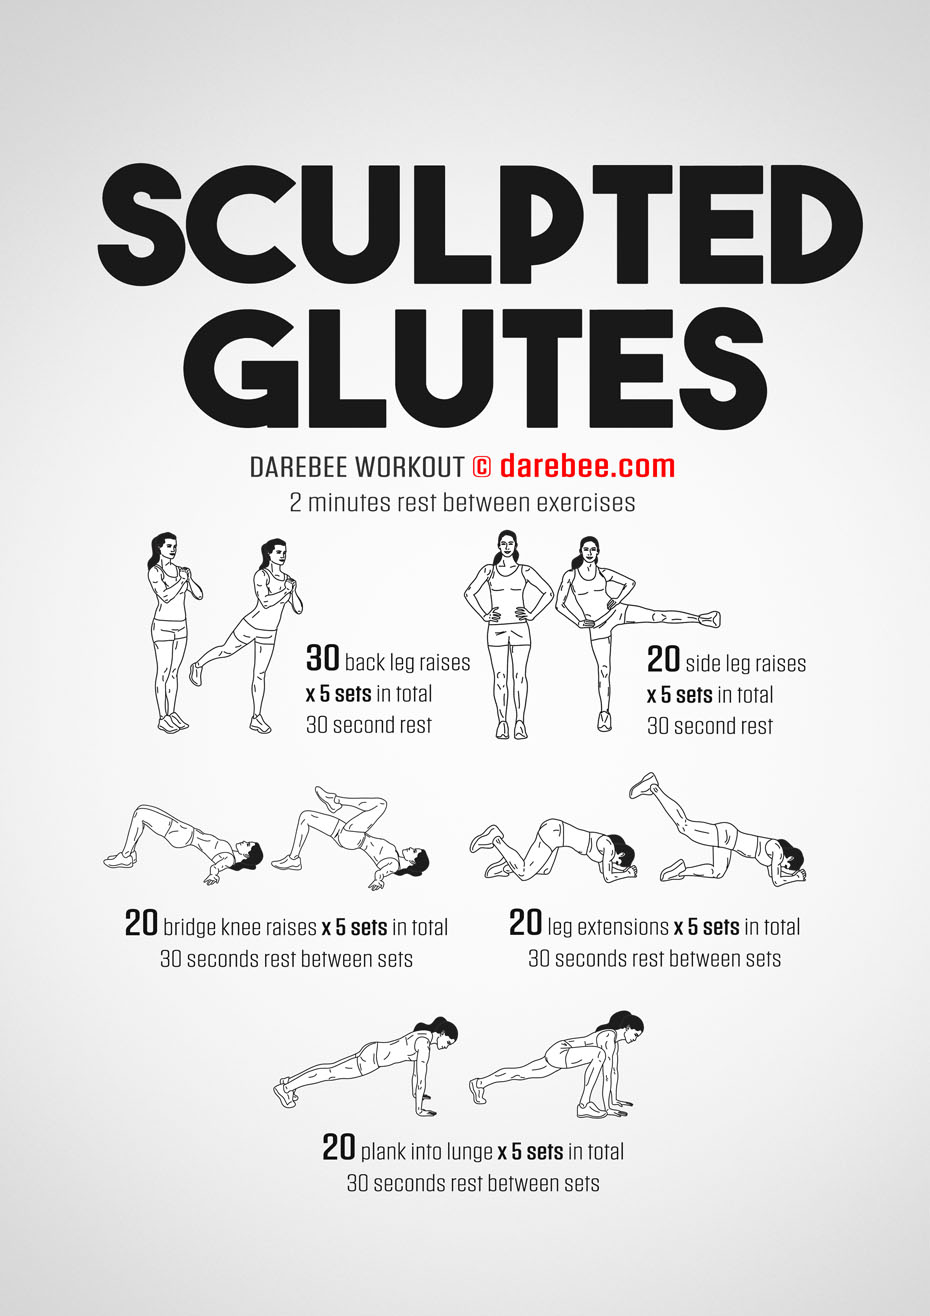 SCULPTED
GLUTES
DAREBEE WORKOUT © darebee.com
2 minutes rest between exercises
30 back leg raises
x 5 sets in total
30 second rest
20 side leg raises
x 5 sets in total
30 second rest
20 bridge knee raises x 5 sets in total
30 seconds rest between sets
20 leg extensions x 5 sets in total
30 seconds rest between sets
20 plank into lunge x 5 sets in total
30 seconds rest between sets